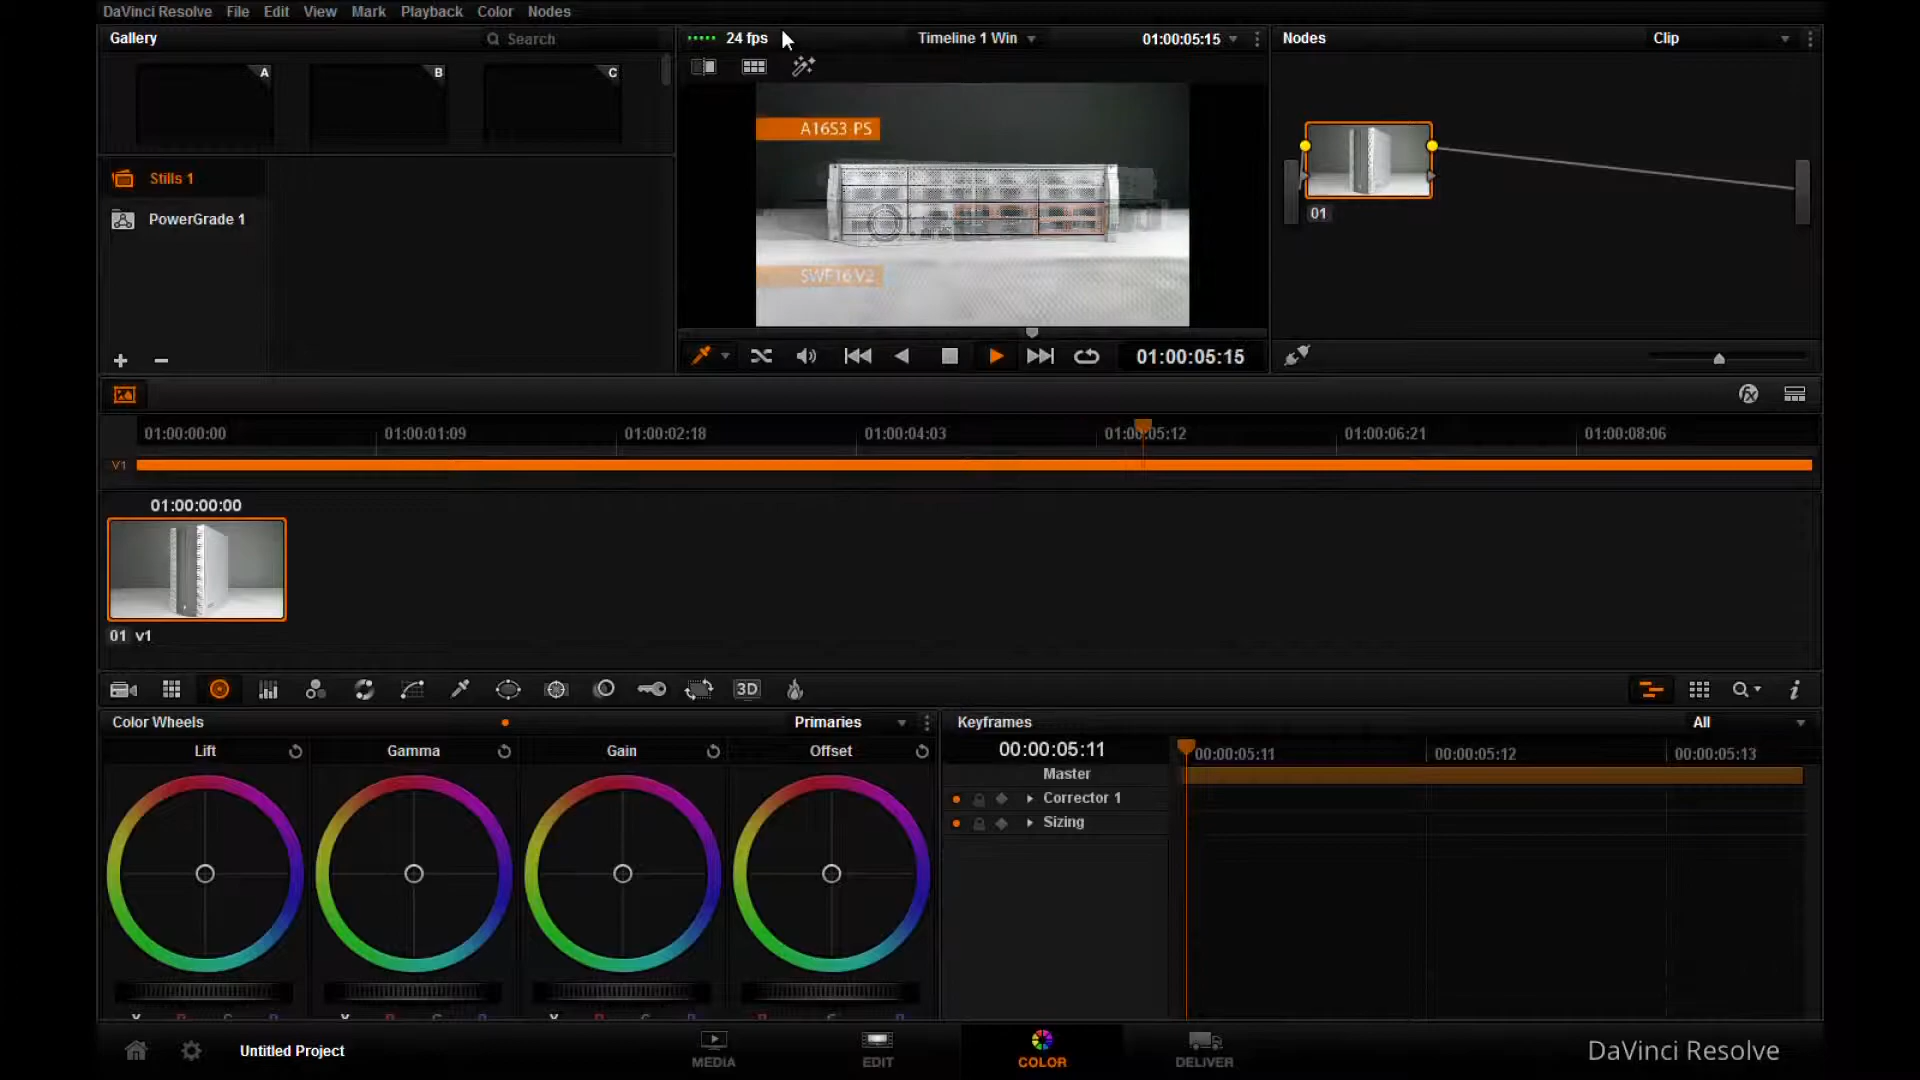 DaVinci Resolve File Edit View Mark Playback Color Nodes
Gallery
Search
24 fps
Timeline 1 Win
01:00:05:15
Nodes
Clip
A
B
C
A16S3-PS
SWF16 V2
Stills 1
PowerGrade 1
01
01:00:05:15
01:00:00:00
01:00:01:09
01:00:02:18
01:00:04:03
01:00:05:12
01:00:06:21
01:00:08:06
V1
01:00:00:00
01 v1
3D
Color Wheels
Primaries
Keyframes
All
Lift
Gamma
Gain
Offset
00:00:05:11
00:00:05:11
00:00:05:12
00:00:05:13
Master
Corrector 1
Sizing
Untitled Project
MEDIA
EDIT
COLOR
DELIVER
DaVinci Resolve